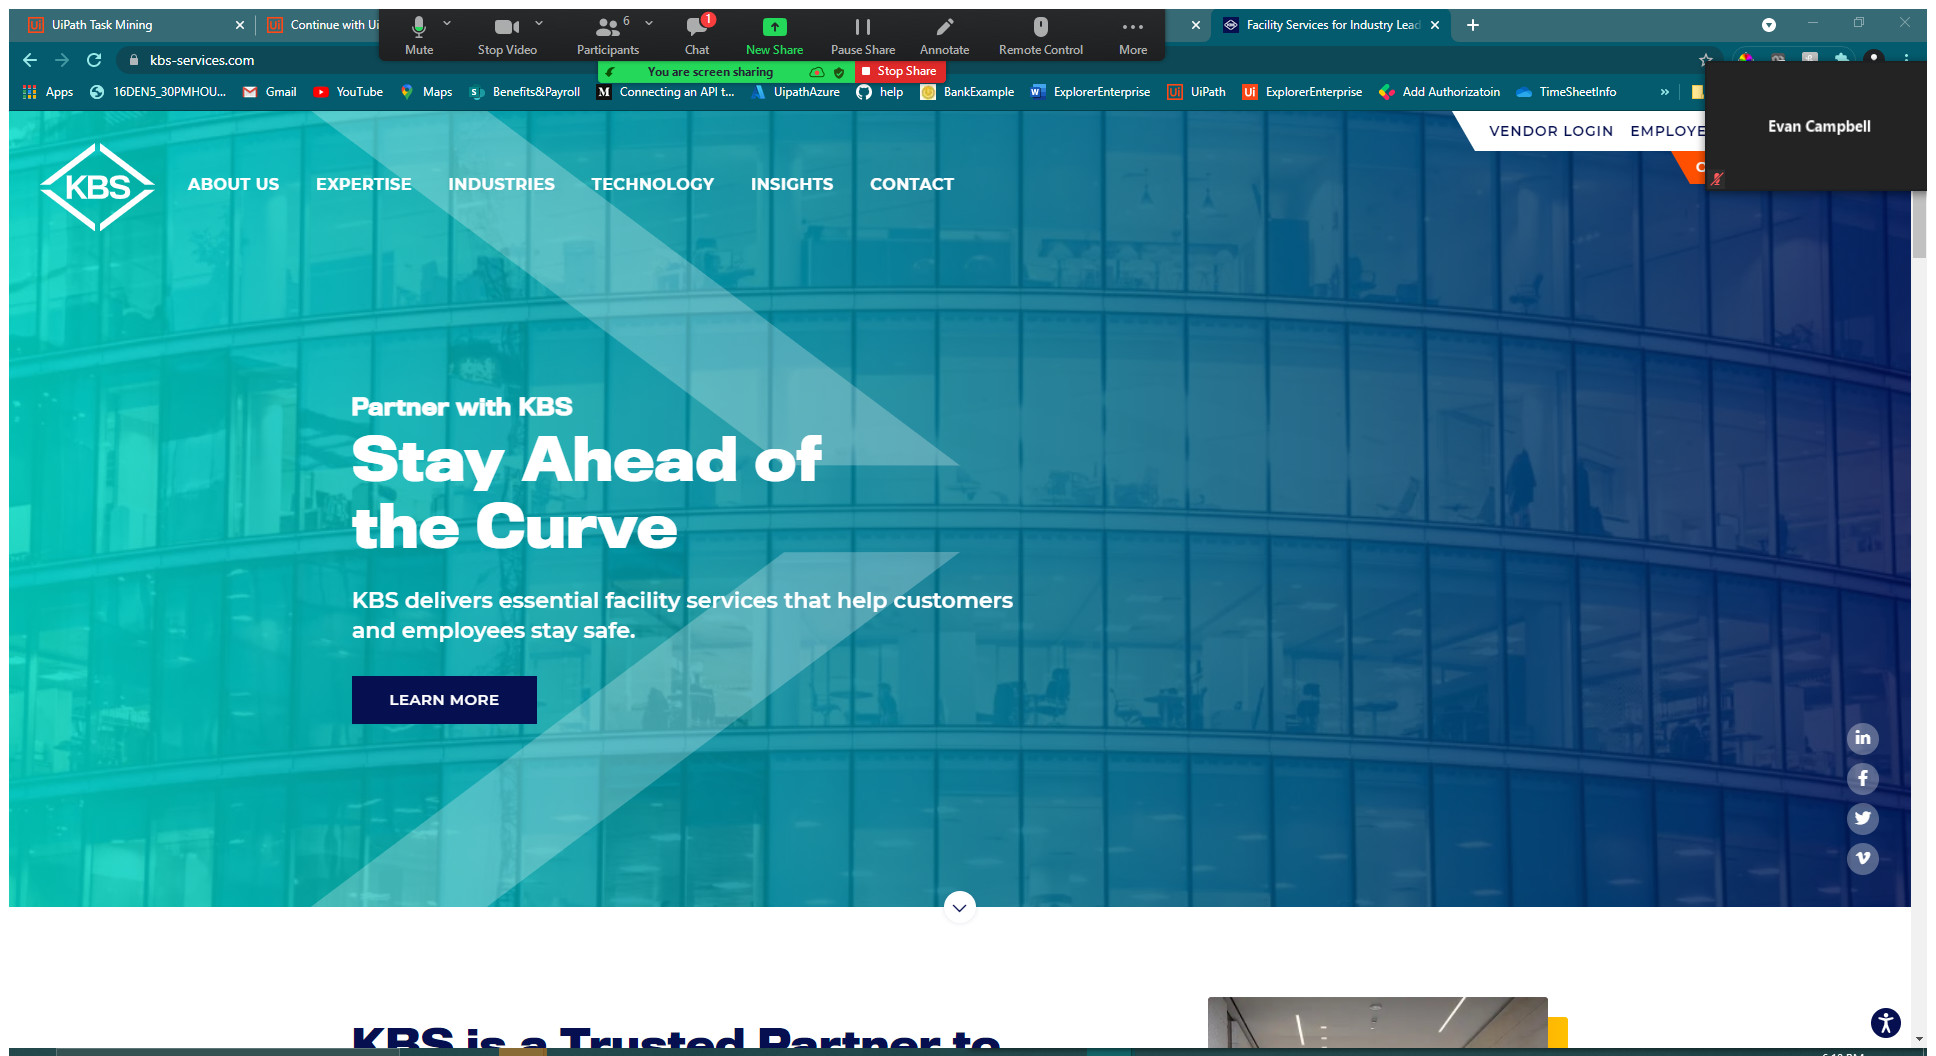 UiPath Task Mining
Continue with Ui
Facility Services for Industry Lead
Mute
Stop Video
6
Participants
1
Chat
New Share
Pause Share
Annotate
Remote Control
More
kbs-services.com
You are screen sharing
Stop Share
Apps
16DEN5_30PMHOU...
Gmail
YouTube
Maps
Benefits&Payroll
Connecting an API t...
UipathAzure
help
BankExample
ExplorerEnterprise
UiPath
ExplorerEnterprise
Add Authorizatoin
TimeSheetInfo
»
Evan Campbell
VENDOR LOGIN EMPLOYE
KBS
ABOUT US
EXPERTISE
INDUSTRIES
TECHNOLOGY
INSIGHTS
CONTACT
Partner with KBS
Stay Ahead of
the Curve
KBS delivers essential facility services that help customers
and employees stay safe.
LEARN MORE
KBS is a Trusted Partner to